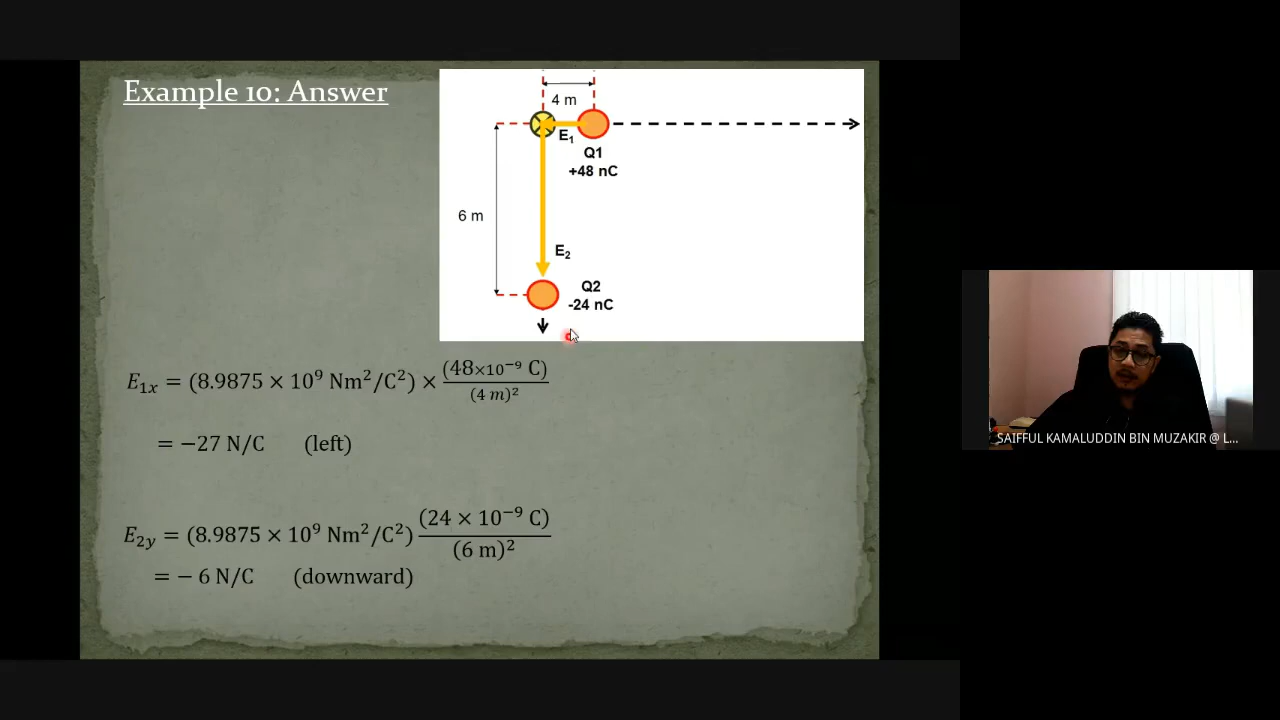 Example 10: Answer
4 m
E₁
Q1
+48 nC
6 m
E₂
Q2
-24 nC
E₁ₓ = (8.9875 × 10⁹ Nm²/C²) × (48×10⁻⁹ C)/(4 m)²
= −27 N/C (left)
E₂ᵧ = (8.9875 × 10⁹ Nm²/C²) (24 × 10⁻⁹ C)/(6 m)²
= − 6 N/C (downward)
SAIFFUL KAMALUDDIN BIN MUZAKIR @ L...